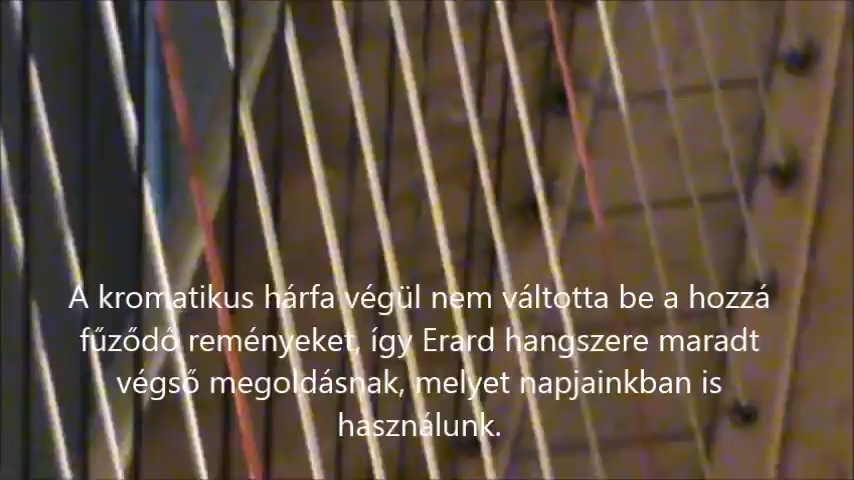 A kromatikus hárfa végül nem váltotta be a hozzá
fűződő reményeket, így Erard hangszere maradt
végső megoldásnak, melyet napjainkban is
használunk.